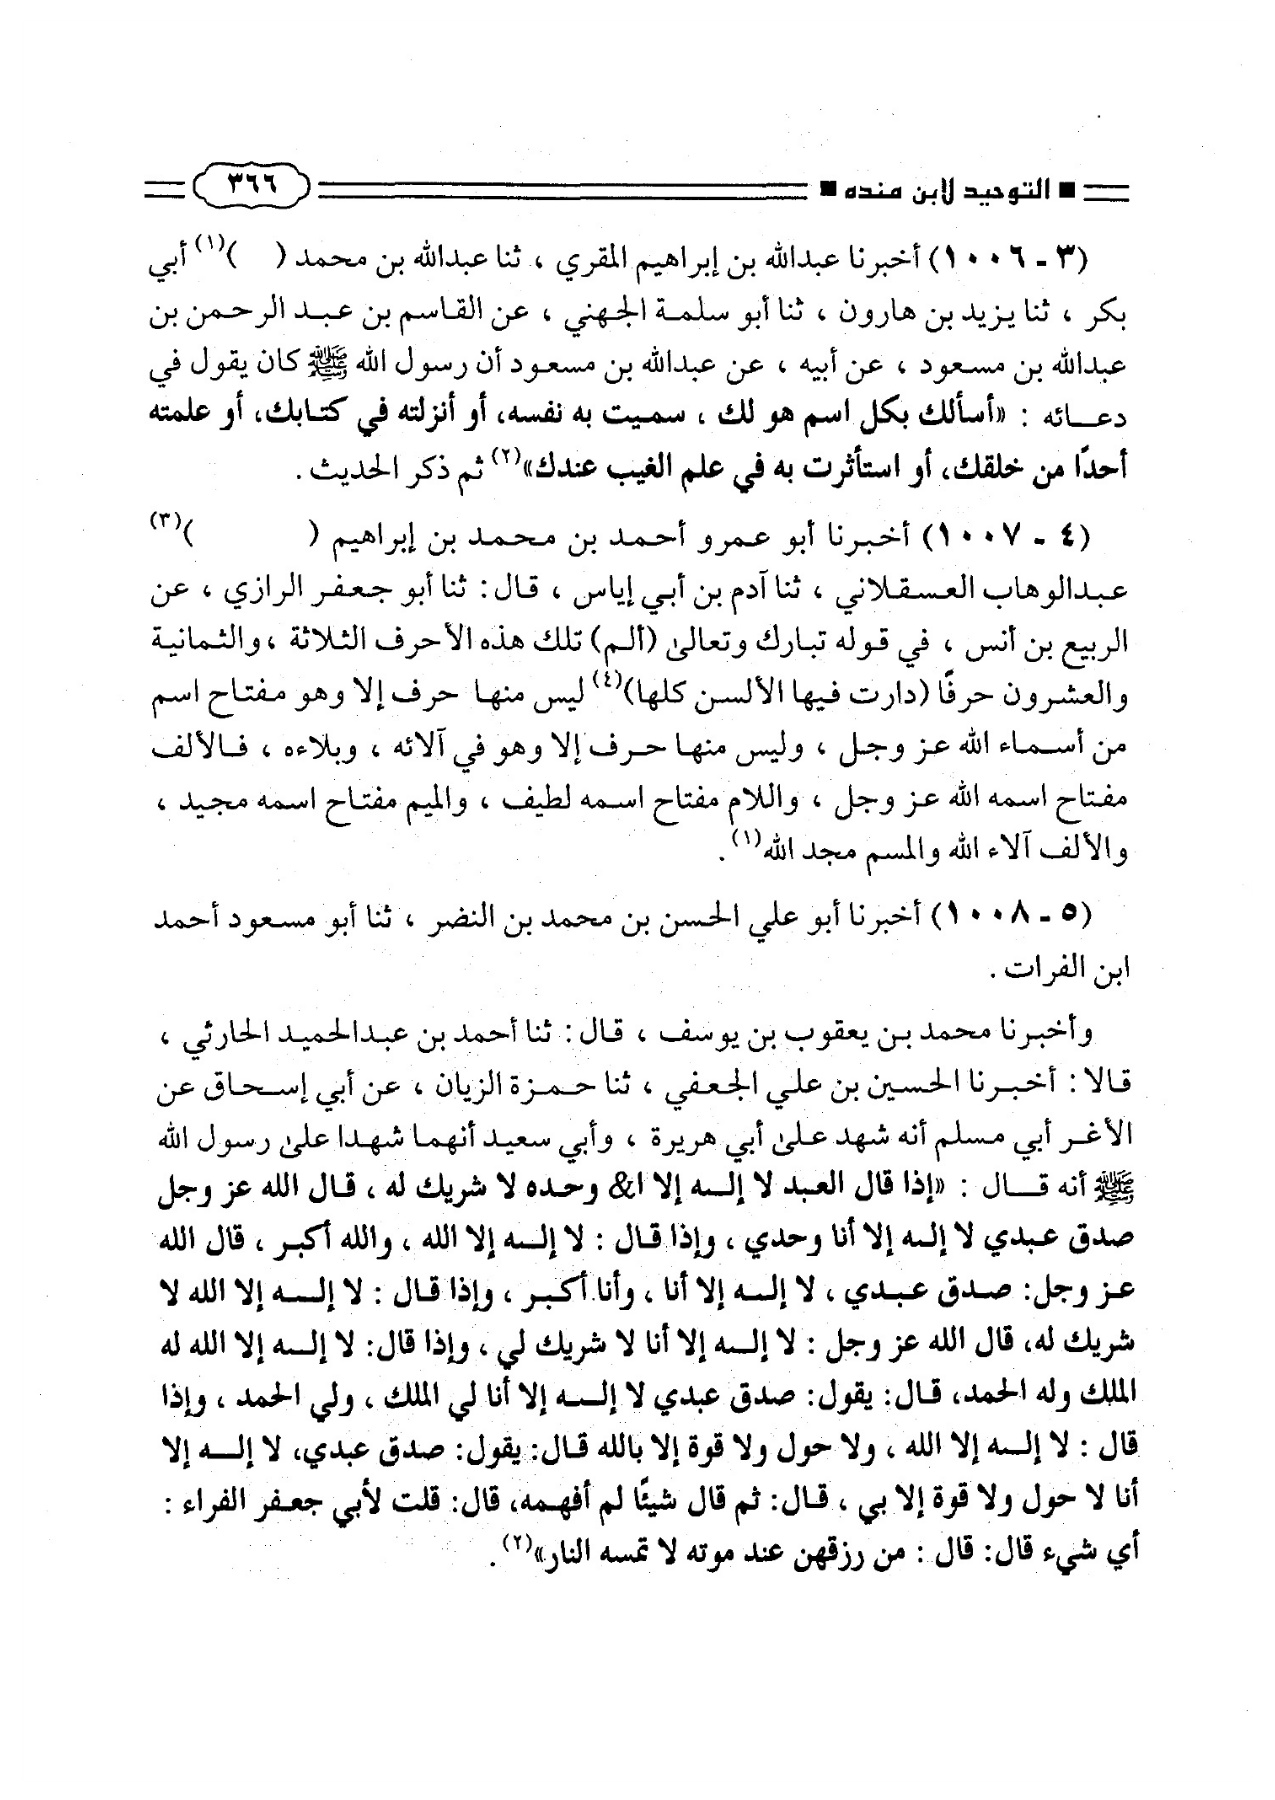 ■ التوحيد لابن منده ■ ٣٦٦
(٣ - ١٠٠٦) أخبرنا عبدالله بن إبراهيم المقري ، ثنا عبدالله بن محمد ( )(١) أبي
بكر ، ثنا يزيد بن هارون ، ثنا أبو سلمة الجهني ، عن القاسم بن عبد الرحمن بن
عبدالله بن مسعود ، عن أبيه ، عن عبدالله بن مسعود أن رسول الله ﷺ كان يقول في
دعائه : «أسألك بكل اسم هو لك ، سميت به نفسه، أو أنزلته في كتابك، أو علمته
أحدًا من خلقك، أو استأثرت به في علم الغيب عندك»(٢) ثم ذكر الحديث .
(٤ - ١٠٠٧) أخبرنا أبو عمرو أحمد بن محمد بن إبراهيم ( )(٣)
عبدالوهاب العسقلاني ، ثنا آدم بن أبي إياس ، قال: ثنا أبو جعفر الرازي ، عن
الربيع بن أنس ، في قوله تبارك وتعالى (ألم) تلك هذه الأحرف الثلاثة ، والثمانية
والعشرون حرفًا (دارت فيها الألسن كلها)(٤) ليس منها حرف إلا وهو مفتاح اسم
من أسماء الله عز وجل ، وليس منها حرف إلا وهو في آلائه ، وبلاءه ، فالألف
مفتاح اسمه الله عز وجل ، واللام مفتاح اسمه لطيف ، والميم مفتاح اسمه مجيد ،
والألف آلاء الله والمسم مجد الله(١) .
(٥ - ١٠٠٨) أخبرنا أبو علي الحسن بن محمد بن النضر ، ثنا أبو مسعود أحمد
ابن الفرات .
وأخبرنا محمد بن يعقوب بن يوسف ، قال: ثنا أحمد بن عبدالحميد الحارثي ،
قالا: أخبرنا الحسين بن علي الجعفي ، ثنا حمزة الزيان ، عن أبي إسحاق عن
الأغر أبي مسلم أنه شهد على أبي هريرة ، وأبي سعيد أنهما شهدا على رسول الله
ﷺ أنه قال : «إذا قال العبد لا إله إلا ا& وحده لا شريك له ، قال الله عز وجل
صدق عبدي لا إله إلا أنا وحدي ، وإذا قال : لا إله إلا الله ، والله أكبر ، قال الله
عز وجل: صدق عبدي ، لا إله إلا أنا ، وأنا أكبر ، وإذا قال : لا إله إلا الله لا
شريك له، قال الله عز وجل : لا إله إلا أنا لا شريك لي ، وإذا قال: لا إله إلا الله له
الملك وله الحمد، قال: يقول: صدق عبدي لا إله إلا أنا لي الملك ، ولي الحمد ، وإذا
قال : لا إله إلا الله ، ولا حول ولا قوة إلا بالله قال: يقول: صدق عبدي، لا إله إلا
أنا لا حول ولا قوة إلا بي ، قال: ثم قال شيئًا لم أفهمه، قال: قلت لأبي جعفر الفراء :
أي شيء قال: قال : من رزقهن عند موته لا تمسه النار»(٢) .